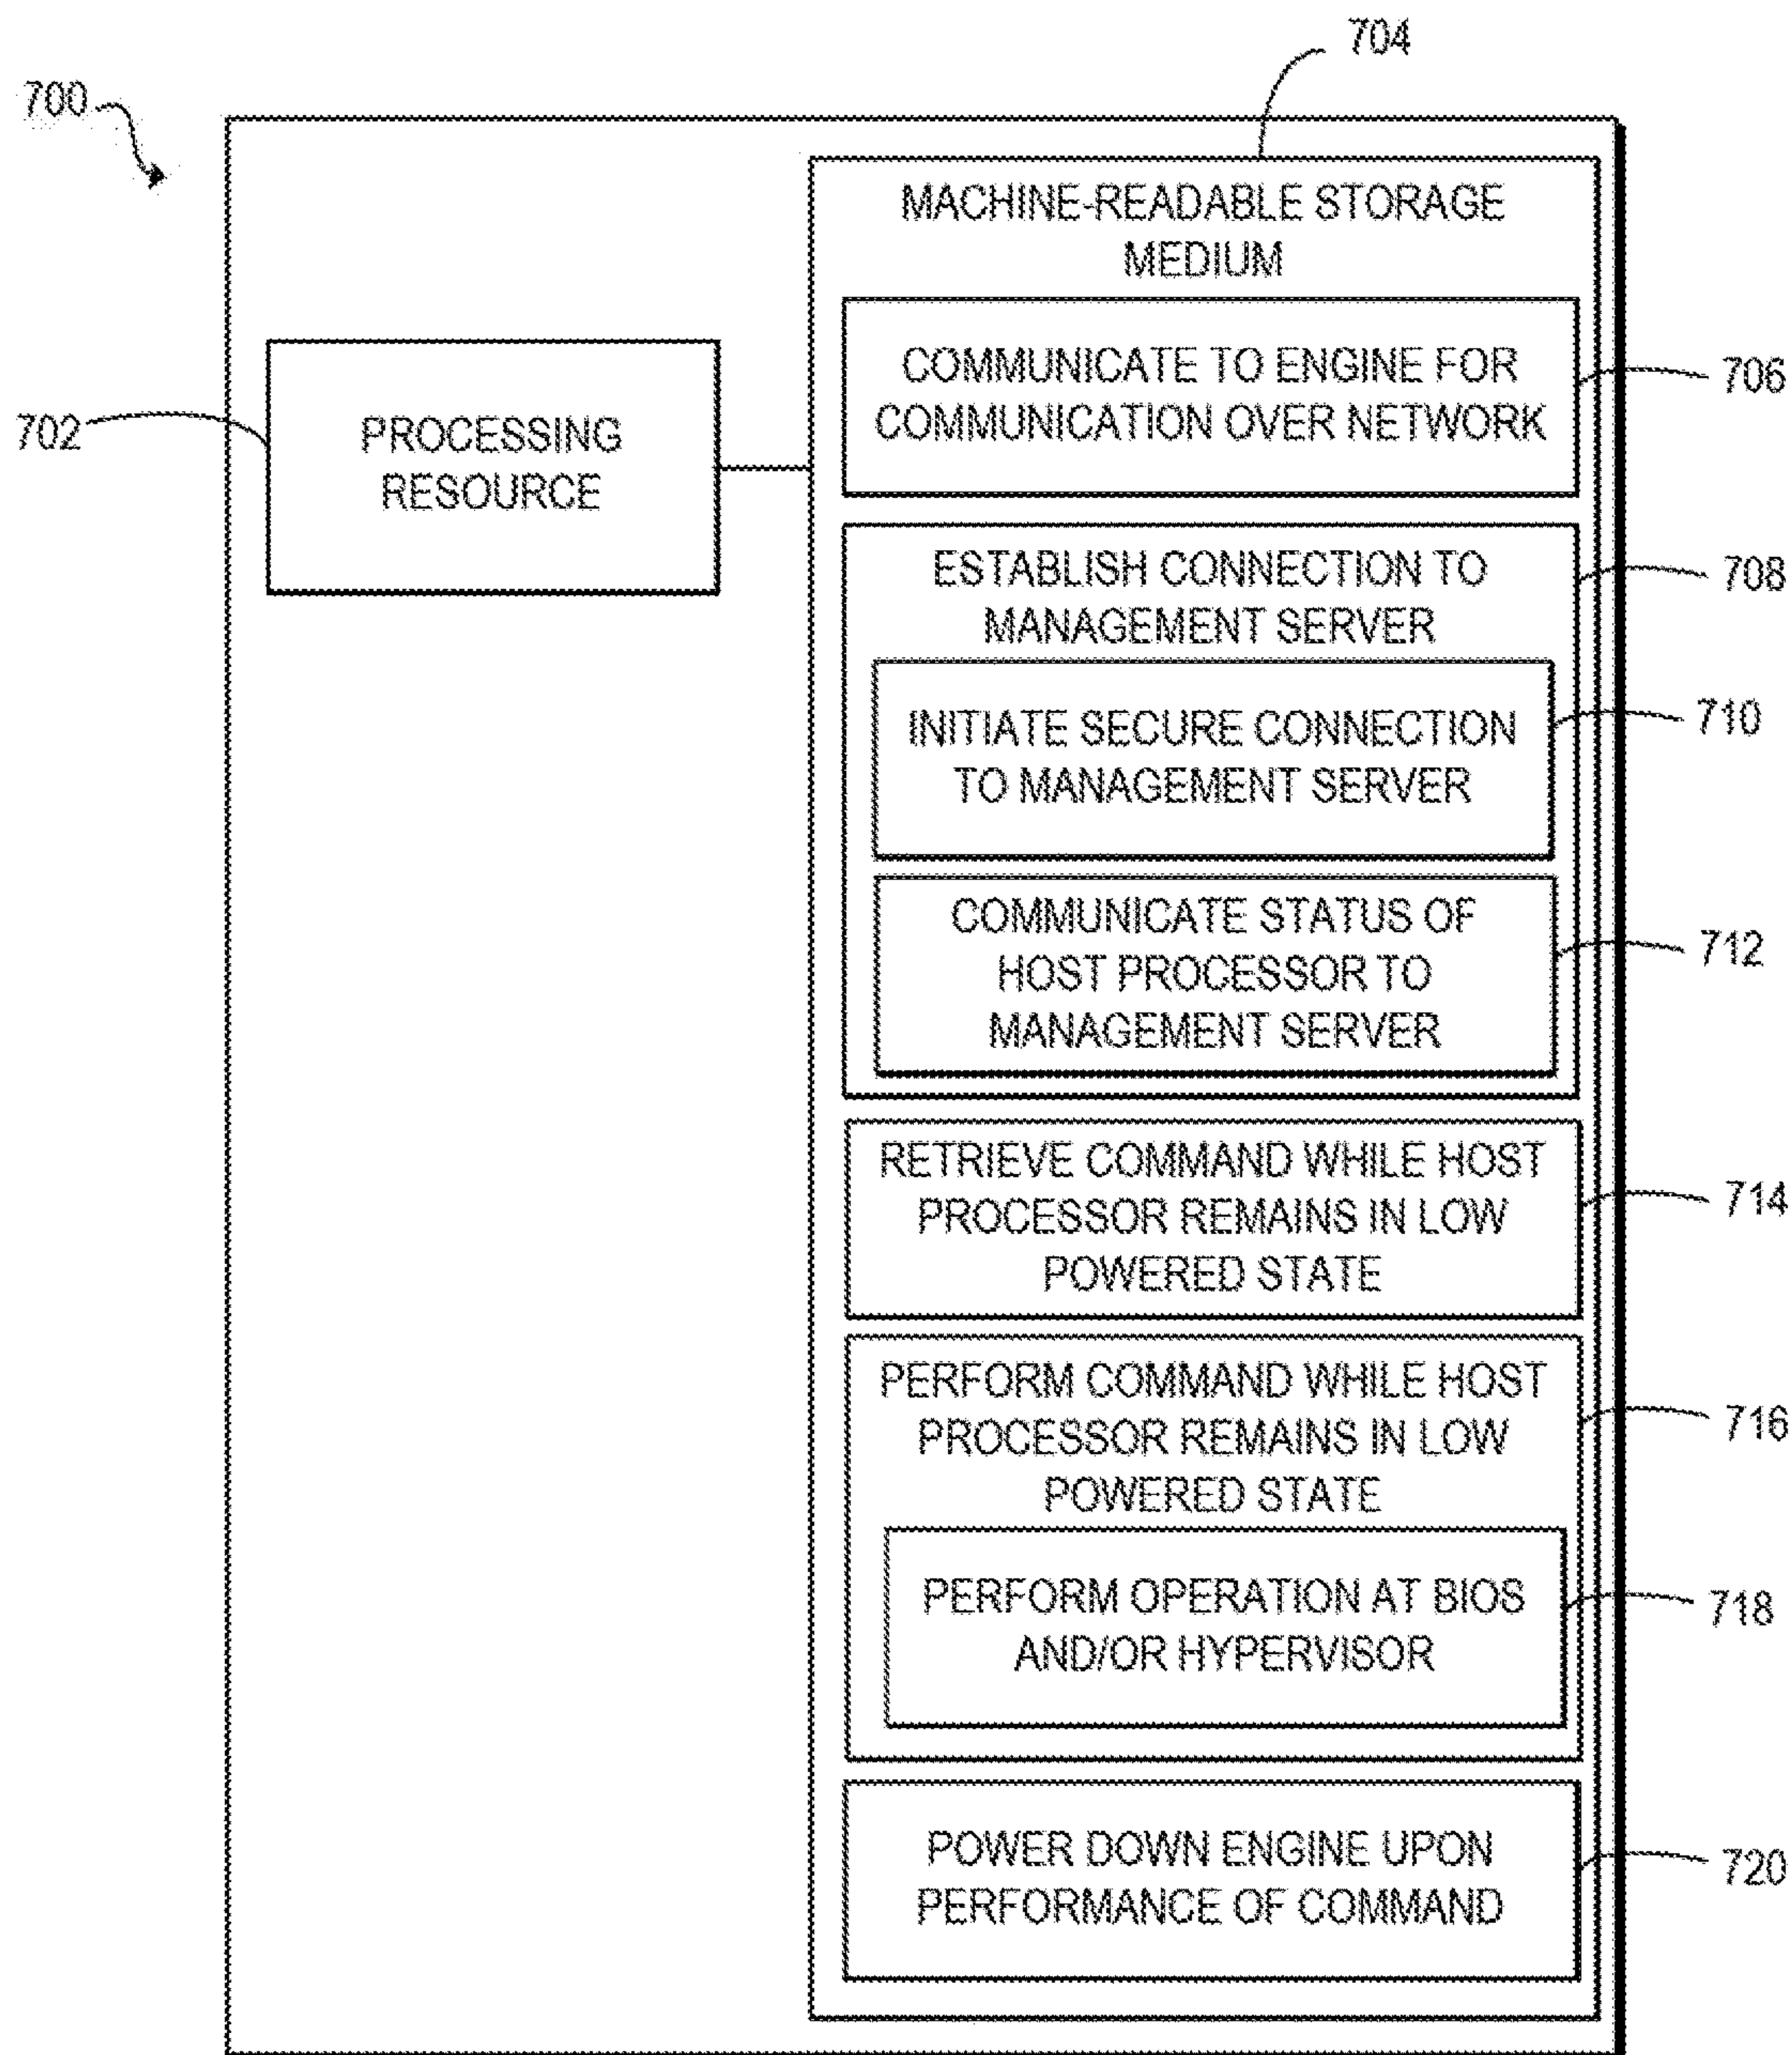 704
700
MACHINE-READABLE STORAGE
MEDIUM
COMMUNICATE TO ENGINE FOR
COMMUNICATION OVER NETWORK
706
702
PROCESSING
RESOURCE
ESTABLISH CONNECTION TO
MANAGEMENT SERVER
708
INITIATE SECURE CONNECTION
TO MANAGEMENT SERVER
710
COMMUNICATE STATUS OF
HOST PROCESSOR TO
MANAGEMENT SERVER
712
RETRIEVE COMMAND WHILE HOST
PROCESSOR REMAINS IN LOW
POWERED STATE
714
PERFORM COMMAND WHILE HOST
PROCESSOR REMAINS IN LOW
POWERED STATE
716
PERFORM OPERATION AT BIOS
AND/OR HYPERVISOR
718
POWER DOWN ENGINE UPON
PERFORMANCE OF COMMAND
720